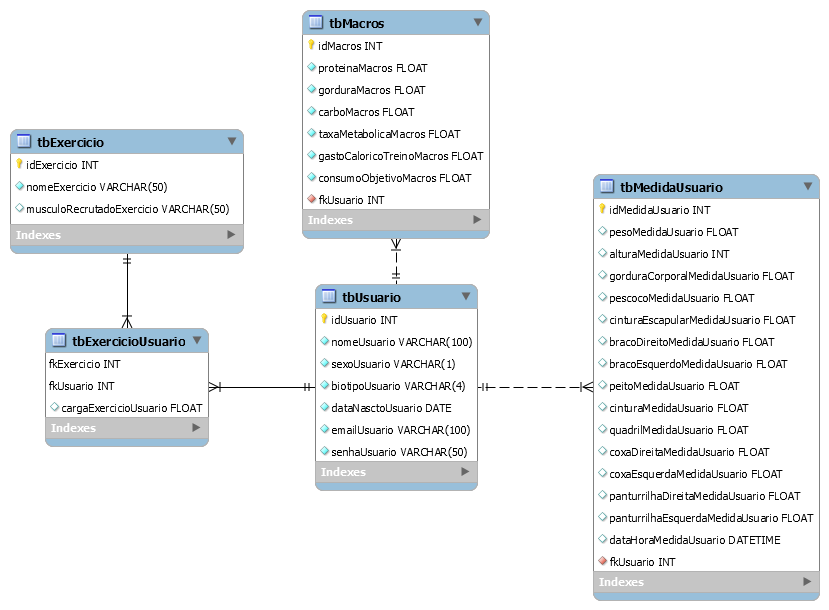 tbMacros
idMacros INT
proteinaMacros FLOAT
gorduraMacros FLOAT
carboMacros FLOAT
taxaMetabolicaMacros FLOAT
gastoCaloricoTreinoMacros FLOAT
consumoObjetivoMacros FLOAT
fkUsuario INT
Indexes
tbExercicio
idExercicio INT
nomeExercicio VARCHAR(50)
musculoRecrutadoExercicio VARCHAR(50)
Indexes
tbExercicioUsuario
fkExercicio INT
fkUsuario INT
cargaExercicioUsuario FLOAT
Indexes
tbUsuario
idUsuario INT
nomeUsuario VARCHAR(100)
sexoUsuario VARCHAR(1)
biotipoUsuario VARCHAR(4)
dataNasctoUsuario DATE
emailUsuario VARCHAR(100)
senhaUsuario VARCHAR(50)
Indexes
tbMedidaUsuario
idMedidaUsuario INT
pesoMedidaUsuario FLOAT
alturaMedidaUsuario INT
gorduraCorporalMedidaUsuario FLOAT
pescocoMedidaUsuario FLOAT
cinturaEscapularMedidaUsuario FLOAT
bracoDireitoMedidaUsuario FLOAT
bracoEsquerdoMedidaUsuario FLOAT
peitoMedidaUsuario FLOAT
cinturaMedidaUsuario FLOAT
quadrilMedidaUsuario FLOAT
coxaDireitaMedidaUsuario FLOAT
coxaEsquerdaMedidaUsuario FLOAT
panturrilhaDireitaMedidaUsuario FLOAT
panturrilhaEsquerdaMedidaUsuario FLOAT
dataHoraMedidaUsuario DATETIME
fkUsuario INT
Indexes